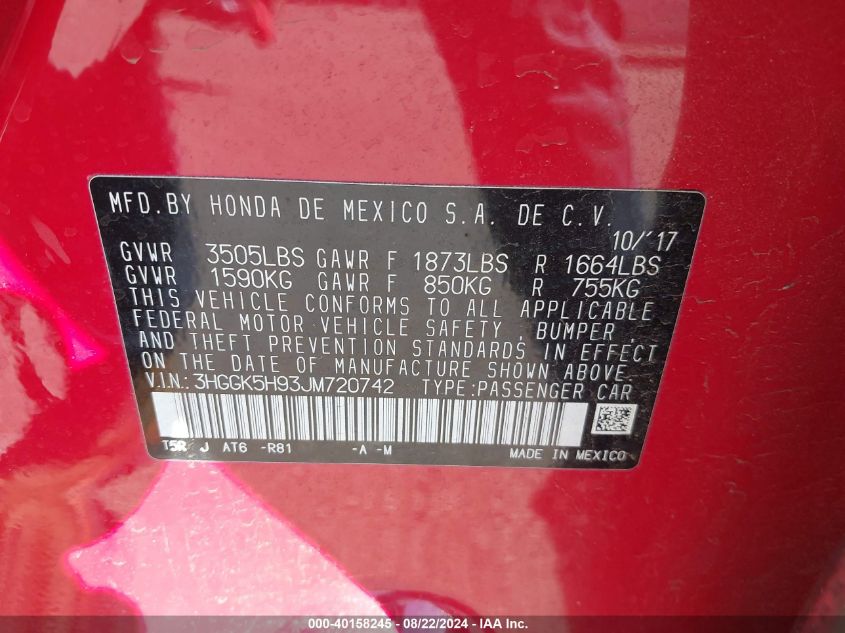 MFD.BY HONDA DE MEXICO S.A. DE C.V.
10/'17
GVWR 3505LBS GAWR F 1873LBS R 1664LBS
GVWR 1590KG GAWR F 850KG R 755KG
THIS VEHICLE CONFORMS TO ALL APPLICABLE
FEDERAL MOTOR VEHICLE SAFETY, BUMPER,
AND THEFT PREVENTION STANDARDS IN EFFECT
ON THE DATE OF MANUFACTURE SHOWN ABOVE.
V.I.N.: 3HGGK5H93JM720742 TYPE:PASSENGER CAR
T5R J AT6 -R81 -A -M MADE IN MEXICO
000-40158245 - 08/22/2024 - IAA Inc.